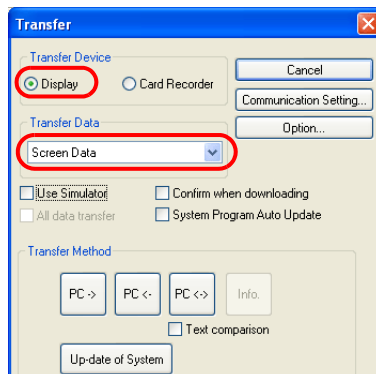 Transfer
Transfer Device
Display
Card Recorder
Cancel
Communication Setting...
Transfer Data
Option...
Screen Data
Use Simulator
Confirm when downloading
All data transfer
System Program Auto Update
Transfer Method
PC ->
PC <-
PC <->
Info.
Text comparison
Up-date of System